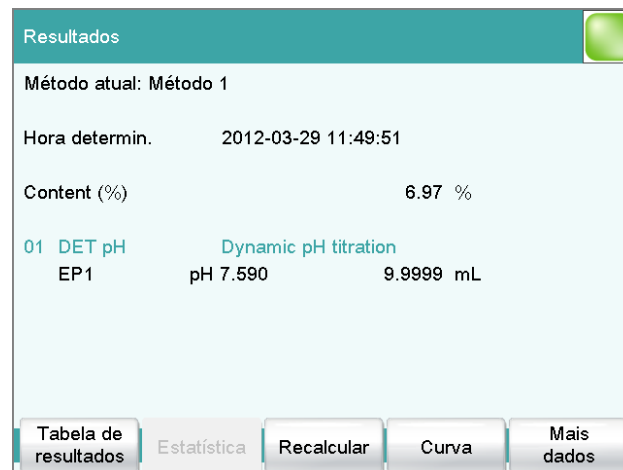 Resultados
Método atual: Método 1
Hora determin. 2012-03-29 11:49:51
Content (%) 6.97 %
01 DET pH Dynamic pH titration
EP1 pH 7.590 9.9999 mL
Tabela de resultados Estatística Recalcular Curva Mais dados